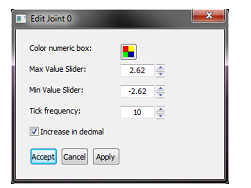 Edit Joint 0
Color numeric box:
Max Value Slider: 2.62
Min Value Slider: -2.62
Tick frequency: 10
Increase in decimal
Accept Cancel Apply